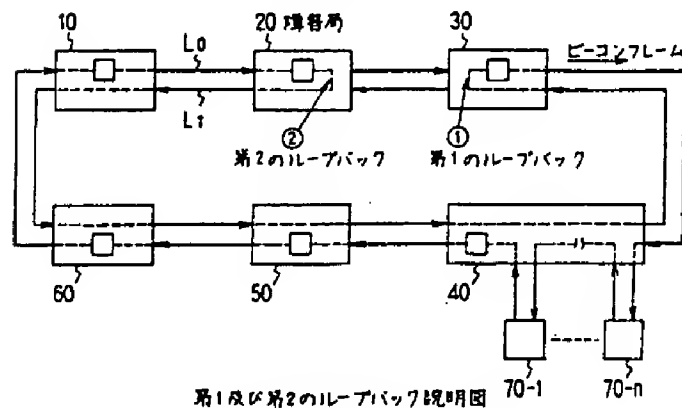 10
L0
20 障害局
30
ビーコンフレーム
Li
②
第2のループバック
①
第1のループバック
60
50
40
70-1
70-n
第1及び第2のループバック説明図